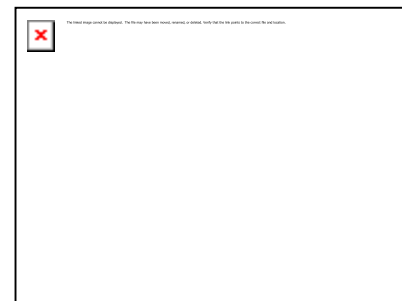 The linked image cannot be displayed.  The file may have been moved, renamed, or deleted. Verify that the link points to the correct file and location.